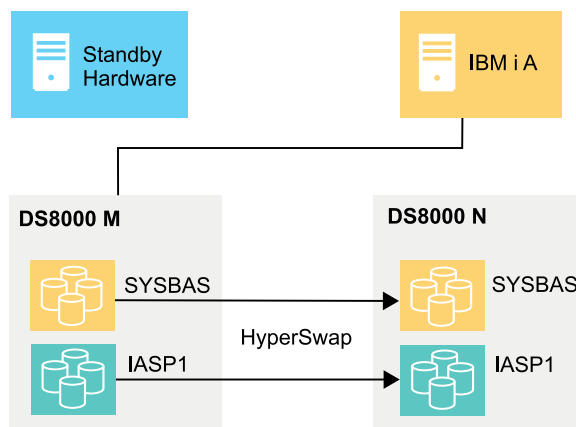 Standby
Hardware
IBM i A
DS8000 M
DS8000 N
SYSBAS
SYSBAS
HyperSwap
IASP1
IASP1